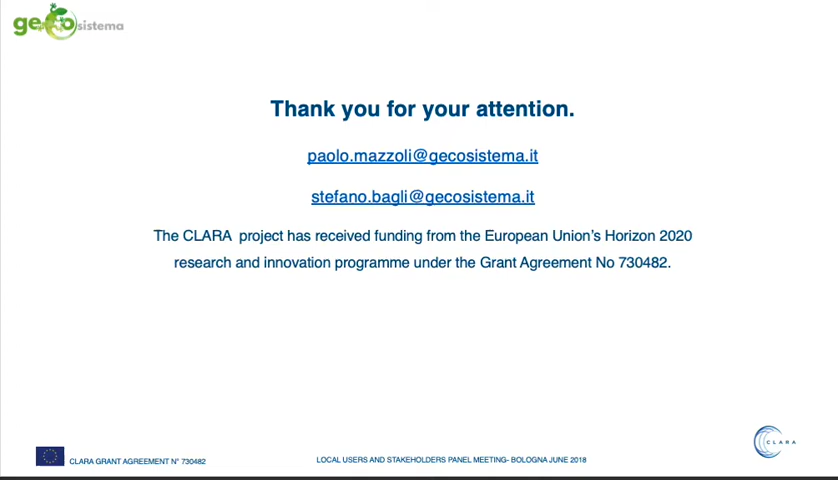 gecosistema
Thank you for your attention.
paolo.mazzoli@gecosistema.it
stefano.bagli@gecosistema.it
The CLARA project has received funding from the European Union's Horizon 2020
research and innovation programme under the Grant Agreement No 730482.
CLARA
CLARA GRANT AGREEMENT N° 730482
LOCAL USERS AND STAKEHOLDERS PANEL MEETING- BOLOGNA JUNE 2018